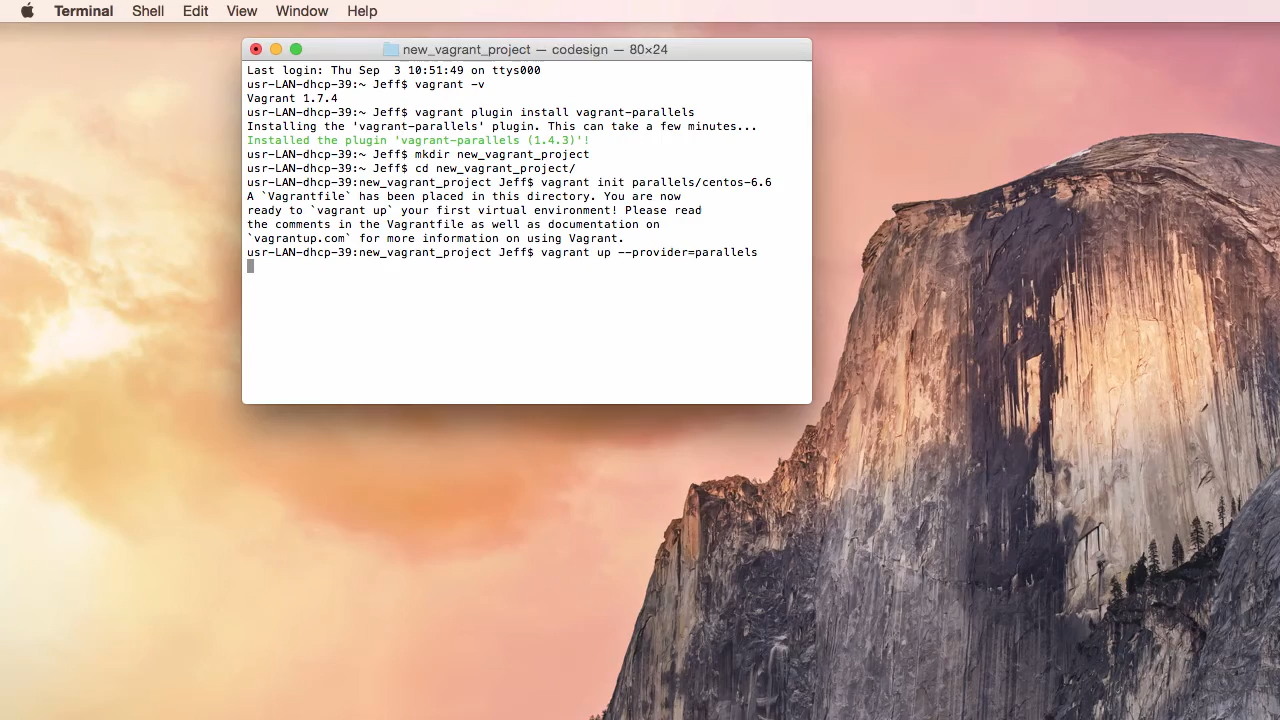 Terminal Shell Edit View Window Help
new_vagrant_project — codesign — 80×24
Last login: Thu Sep  3 10:51:49 on ttys000
usr-LAN-dhcp-39:~ Jeff$ vagrant -v
Vagrant 1.7.4
usr-LAN-dhcp-39:~ Jeff$ vagrant plugin install vagrant-parallels
Installing the 'vagrant-parallels' plugin. This can take a few minutes...
Installed the plugin 'vagrant-parallels (1.4.3)'!
usr-LAN-dhcp-39:~ Jeff$ mkdir new_vagrant_project
usr-LAN-dhcp-39:~ Jeff$ cd new_vagrant_project/
usr-LAN-dhcp-39:new_vagrant_project Jeff$ vagrant init parallels/centos-6.6
A `Vagrantfile` has been placed in this directory. You are now
ready to `vagrant up` your first virtual environment! Please read
the comments in the Vagrantfile as well as documentation on
`vagrantup.com` for more information on using Vagrant.
usr-LAN-dhcp-39:new_vagrant_project Jeff$ vagrant up --provider=parallels